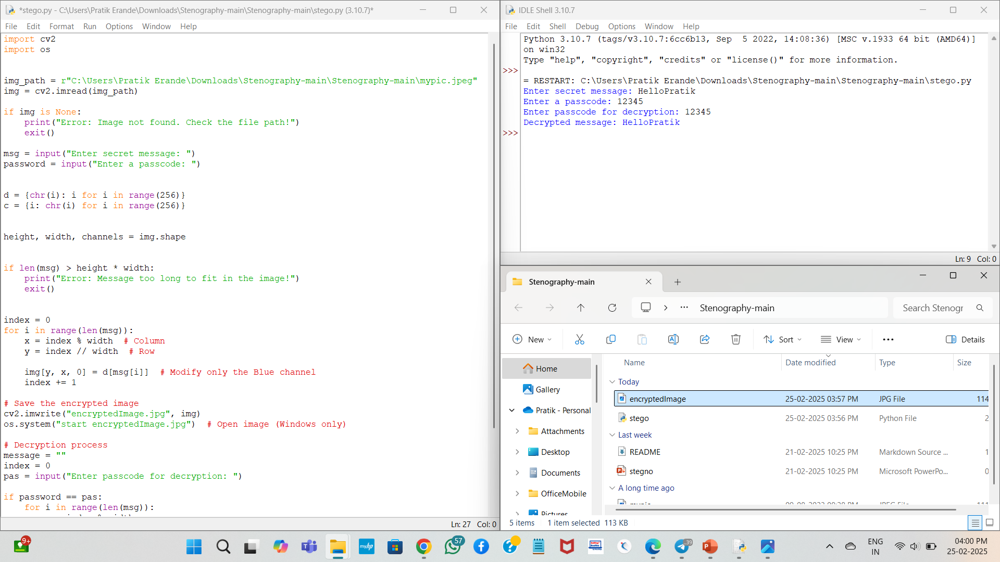 *stego.py - C:\Users\Pratik Erande\Downloads\Stenography-main\Stenography-main\stego.py (3.10.7)*
File Edit Format Run Options Window Help
import cv2
import os
img_path = r"C:\Users\Pratik Erande\Downloads\Stenography-main\Stenography-main\mypic.jpeg"
img = cv2.imread(img_path)
if img is None:
    print("Error: Image not found. Check the file path!")
    exit()
msg = input("Enter secret message: ")
password = input("Enter a passcode: ")
d = {chr(i): i for i in range(256)}
c = {i: chr(i) for i in range(256)}
height, width, channels = img.shape
if len(msg) > height * width:
    print("Error: Message too long to fit in the image!")
    exit()
index = 0
for i in range(len(msg)):
    x = index % width  # Column
    y = index // width  # Row
    img[y, x, 0] = d[msg[i]]  # Modify only the Blue channel
    index += 1
# Save the encrypted image
cv2.imwrite("encryptedImage.jpg", img)
os.system("start encryptedImage.jpg")  # Open image (Windows only)
# Decryption process
message = ""
index = 0
pas = input("Enter passcode for decryption: ")
if password == pas:
    for i in range(len(msg)):
Ln: 27 Col: 0
IDLE Shell 3.10.7
File Edit Shell Debug Options Window Help
Python 3.10.7 (tags/v3.10.7:6cc6b13, Sep  5 2022, 14:08:36) [MSC v.1933 64 bit (AMD64)]
on win32
Type "help", "copyright", "credits" or "license()" for more information.
>>>
= RESTART: C:\Users\Pratik Erande\Downloads\Stenography-main\Stenography-main\stego.py
Enter secret message: HelloPratik
Enter a passcode: 12345
Enter passcode for decryption: 12345
Decrypted message: HelloPratik
>>>
Ln: 9 Col: 0
Stenography-main
Stenography-main
Search Stenogr
New
Sort
View
Details
Home
Gallery
Pratik - Personal
Attachments
Desktop
Documents
OfficeMobile
Pictures
Name Date modified Type Size
Today
encryptedImage 25-02-2025 03:57 PM JPG File 114
stego 25-02-2025 03:56 PM Python File 2
Last week
README 21-02-2025 10:25 PM Markdown Source ... 1
stegno 21-02-2025 10:25 PM Microsoft PowerPo... 0
A long time ago
5 items 1 item selected 113 KB
9+
myhp
57
.39
ENG
IN
04:00 PM
25-02-2025